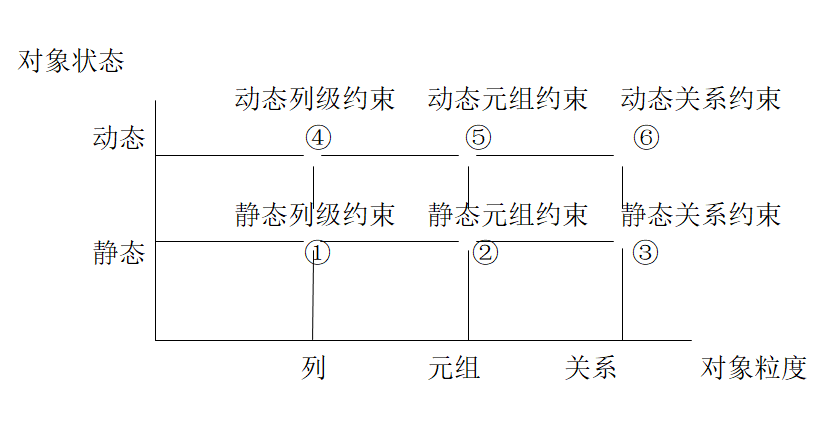 对象状态
动态列级约束 动态元组约束 动态关系约束
动态 ④ ⑤ ⑥
静态列级约束 静态元组约束 静态关系约束
静态 ① ② ③
列 元组 关系 对象粒度